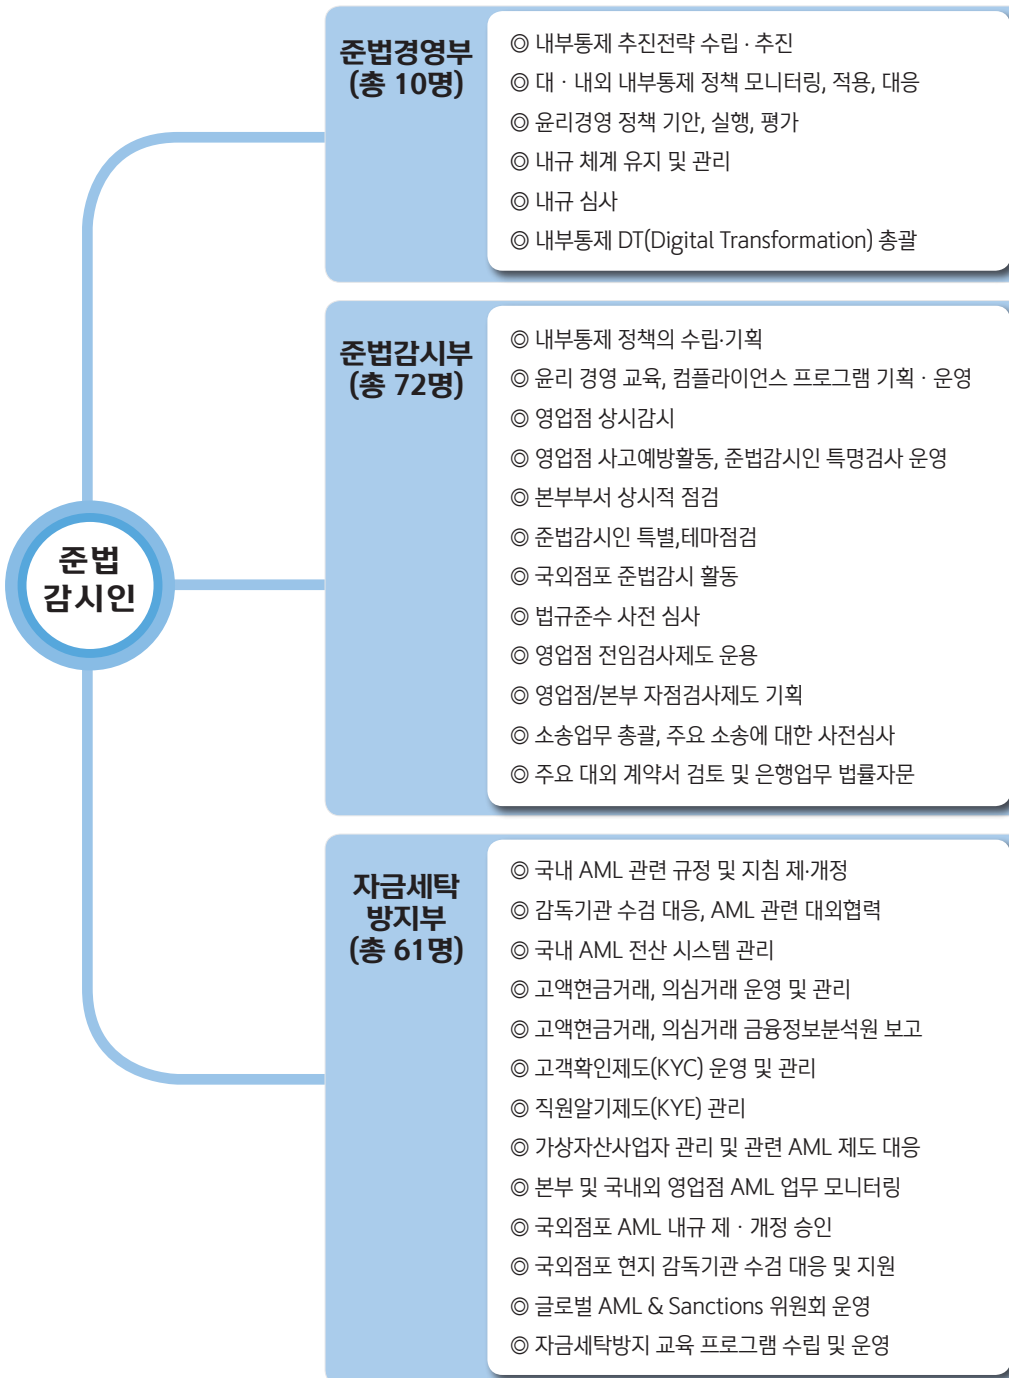 준법
감시인
준법경영부
(총 10명)
◎ 내부통제 추진전략 수립 · 추진
◎ 대 · 내외 내부통제 정책 모니터링, 적용, 대응
◎ 윤리경영 정책 기안, 실행, 평가
◎ 내규 체계 유지 및 관리
◎ 내규 심사
◎ 내부통제 DT(Digital Transformation) 총괄
준법감시부
(총 72명)
◎ 내부통제 정책의 수립·기획
◎ 윤리 경영 교육, 컴플라이언스 프로그램 기획 · 운영
◎ 영업점 상시감시
◎ 영업점 사고예방활동, 준법감시인 특명검사 운영
◎ 본부부서 상시적 점검
◎ 준법감시인 특별,테마점검
◎ 국외점포 준법감시 활동
◎ 법규준수 사전 심사
◎ 영업점 전임검사제도 운용
◎ 영업점/본부 자점검사제도 기획
◎ 소송업무 총괄, 주요 소송에 대한 사전심사
◎ 주요 대외 계약서 검토 및 은행업무 법률자문
자금세탁
방지부
(총 61명)
◎ 국내 AML 관련 규정 및 지침 제·개정
◎ 감독기관 수검 대응, AML 관련 대외협력
◎ 국내 AML 전산 시스템 관리
◎ 고액현금거래, 의심거래 운영 및 관리
◎ 고액현금거래, 의심거래 금융정보분석원 보고
◎ 고객확인제도(KYC) 운영 및 관리
◎ 직원알기제도(KYE) 관리
◎ 가상자산사업자 관리 및 관련 AML 제도 대응
◎ 본부 및 국내외 영업점 AML 업무 모니터링
◎ 국외점포 AML 내규 제 · 개정 승인
◎ 국외점포 현지 감독기관 수검 대응 및 지원
◎ 글로벌 AML & Sanctions 위원회 운영
◎ 자금세탁방지 교육 프로그램 수립 및 운영